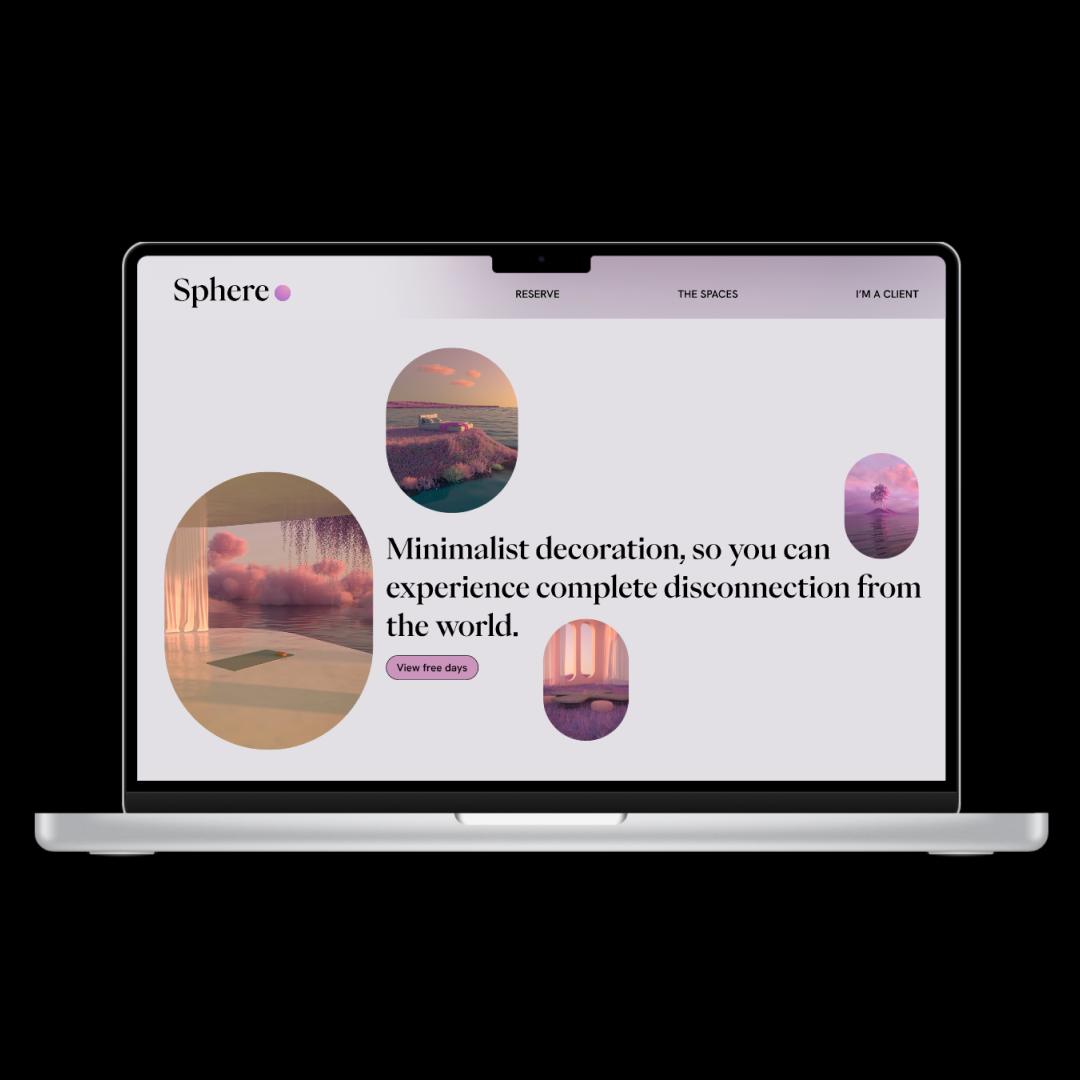 Sphere
RESERVE
THE SPACES
I'M A CLIENT
Minimalist decoration, so you can
experience complete disconnection from
the world.
View free days